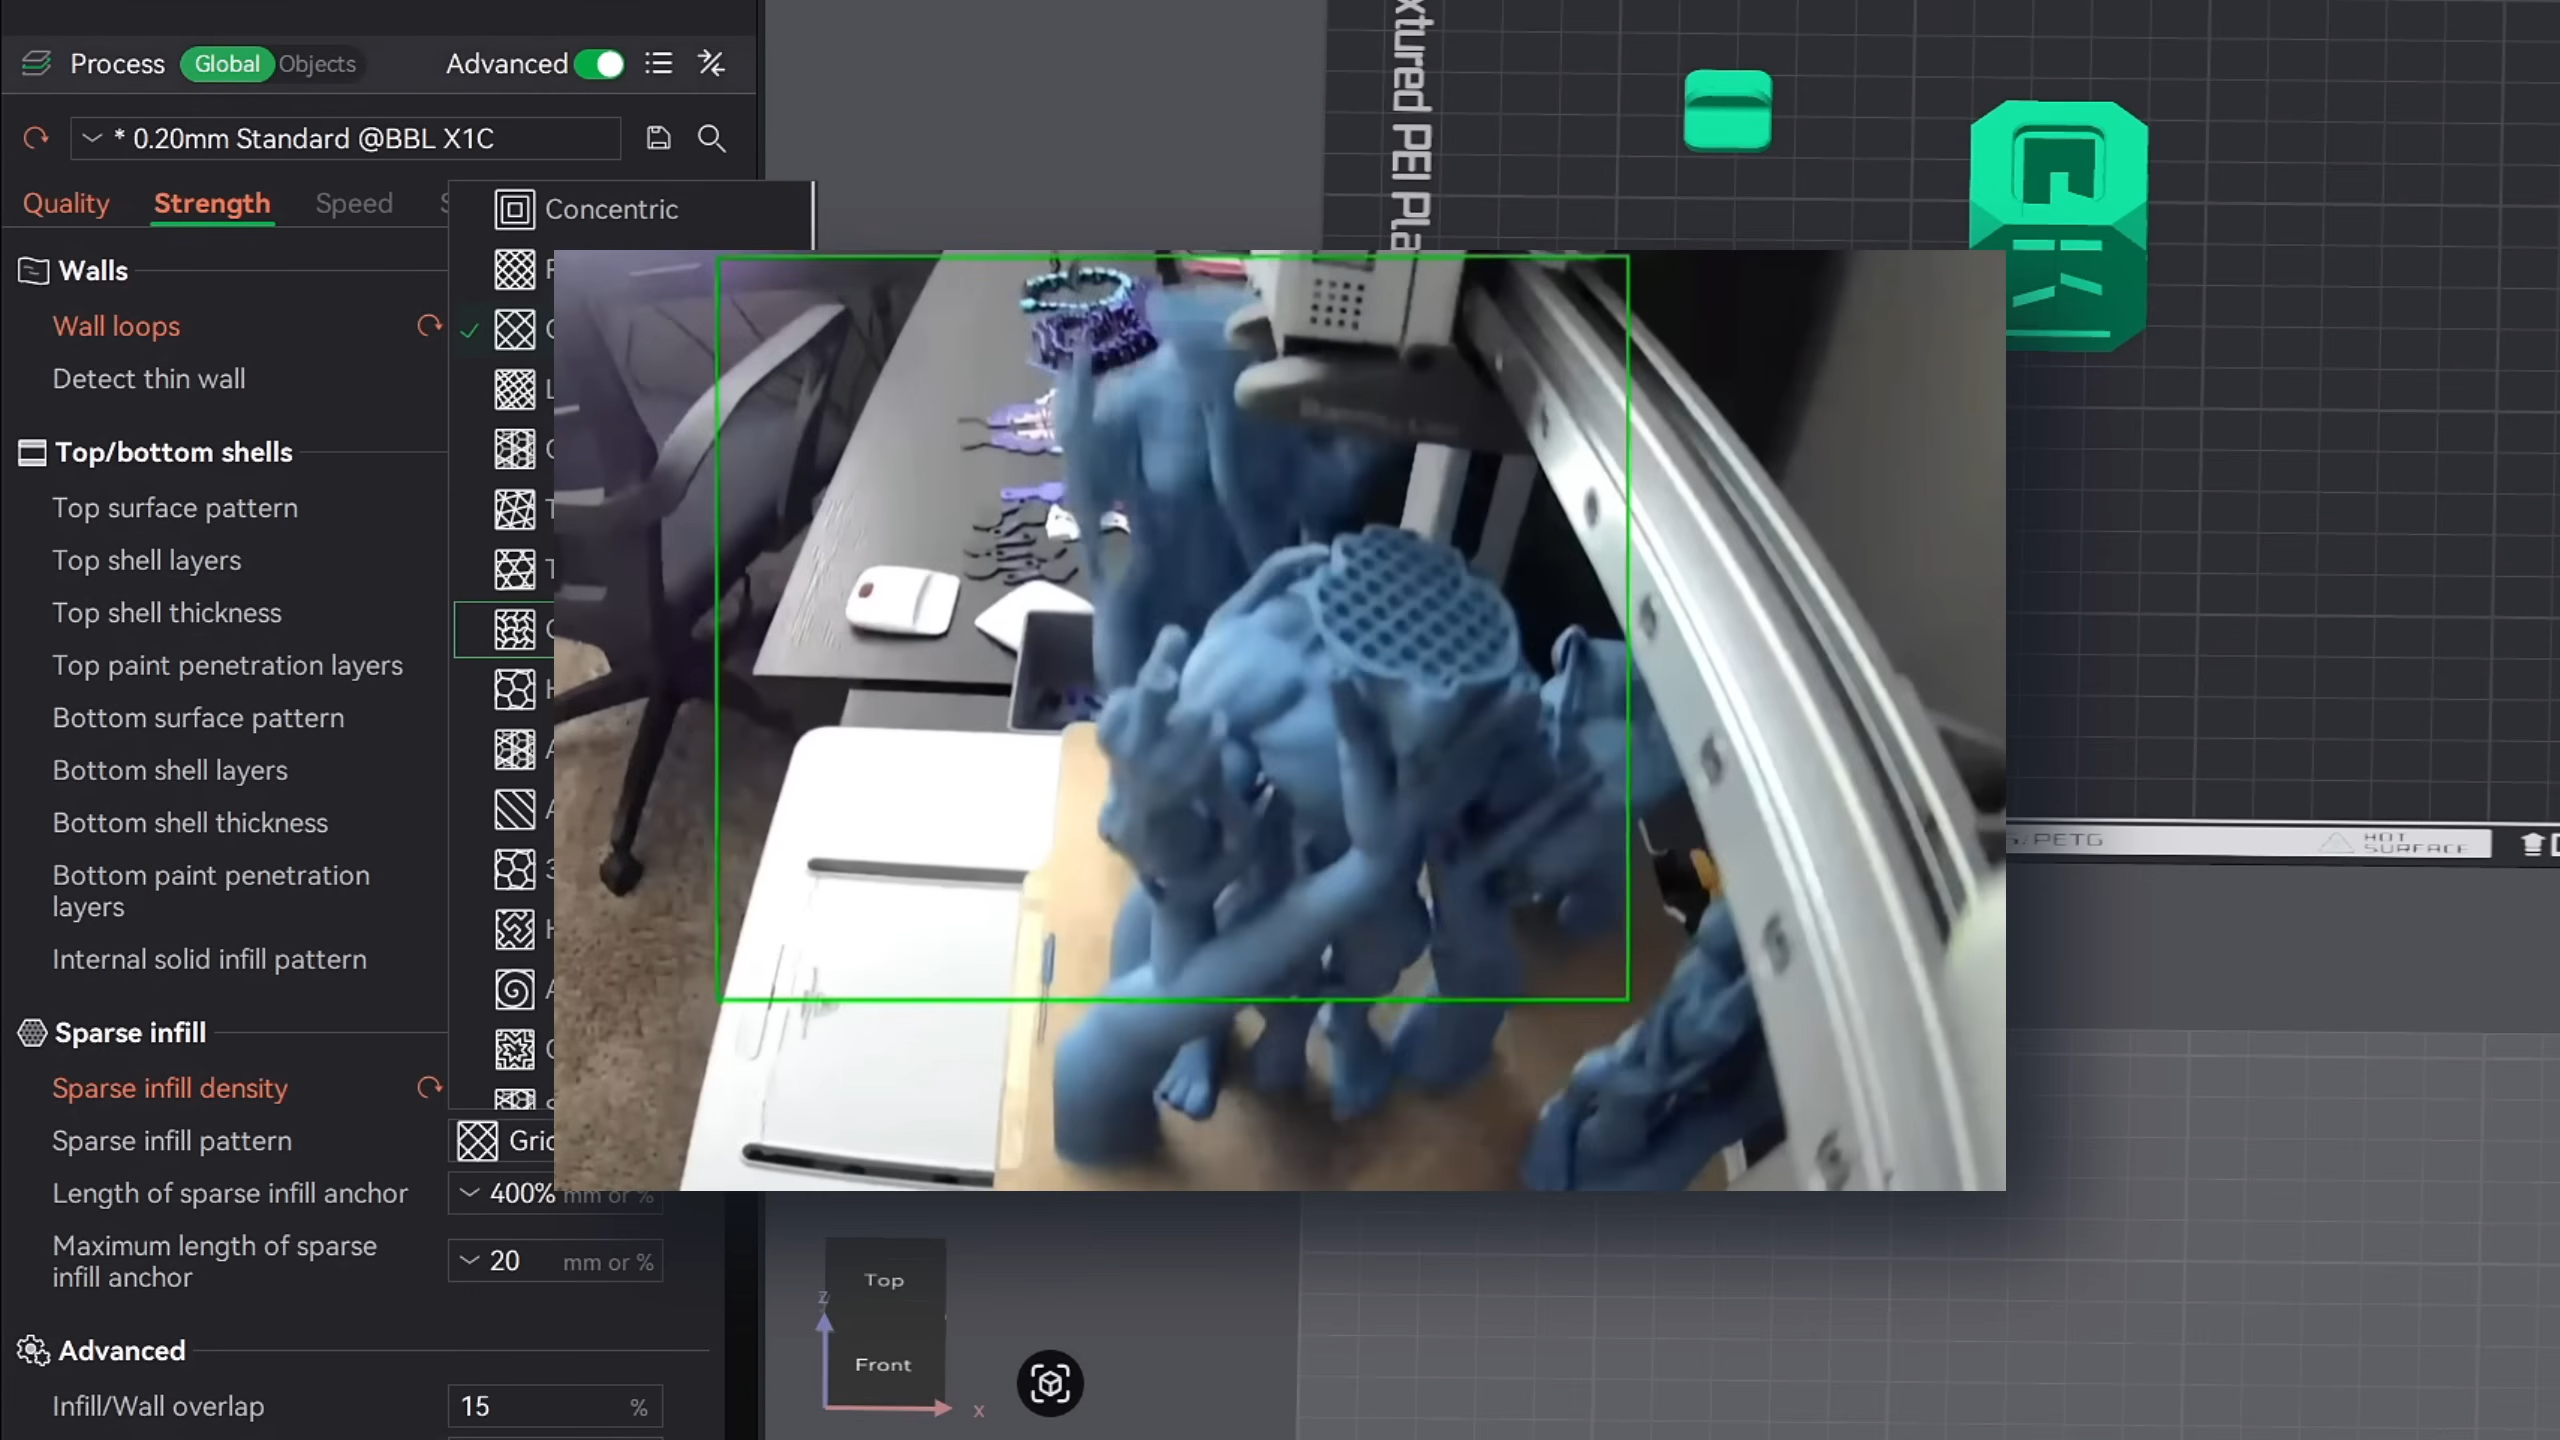 Process Global Objects Advanced
* 0.20mm Standard @BBL X1C
Quality Strength Speed
Walls
Wall loops
Detect thin wall
Top/bottom shells
Top surface pattern
Top shell layers
Top shell thickness
Top paint penetration layers
Bottom surface pattern
Bottom shell layers
Bottom shell thickness
Bottom paint penetration
layers
Internal solid infill pattern
Sparse infill
Sparse infill density
Sparse infill pattern
Length of sparse infill anchor 400% mm or %
Maximum length of sparse
infill anchor 20 mm or %
Advanced
Infill/Wall overlap 15 %
Concentric
PEI
/PETG
HOT
SURFACE
Top
Front
Z
X